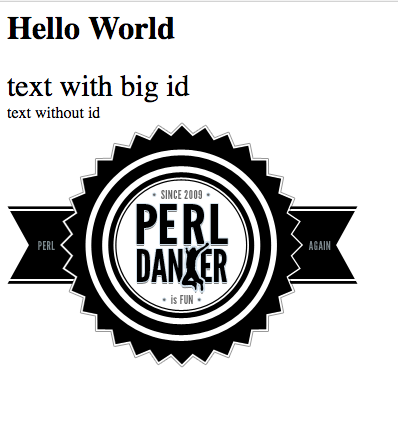 Hello World
text with big id
text without id
• SINCE 2009 •
PERL
DANCER
PERL
AGAIN
• is FUN •